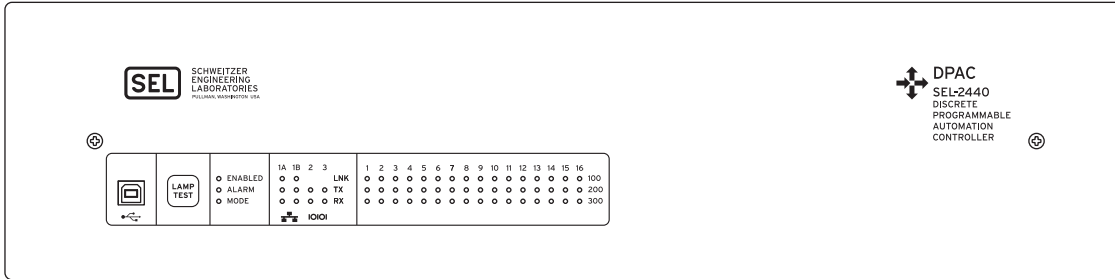 SEL
SCHWEITZER
ENGINEERING
LABORATORIES
PULLMAN, WASHINGTON USA
DPAC
SEL-2440
DISCRETE
PROGRAMMABLE
AUTOMATION
CONTROLLER
LAMP
TEST
ENABLED
ALARM
MODE
1A 1B 2 3
LNK
TX
RX
IOIOI
1 2 3 4 5 6 7 8 9 10 11 12 13 14 15 16
100
200
300